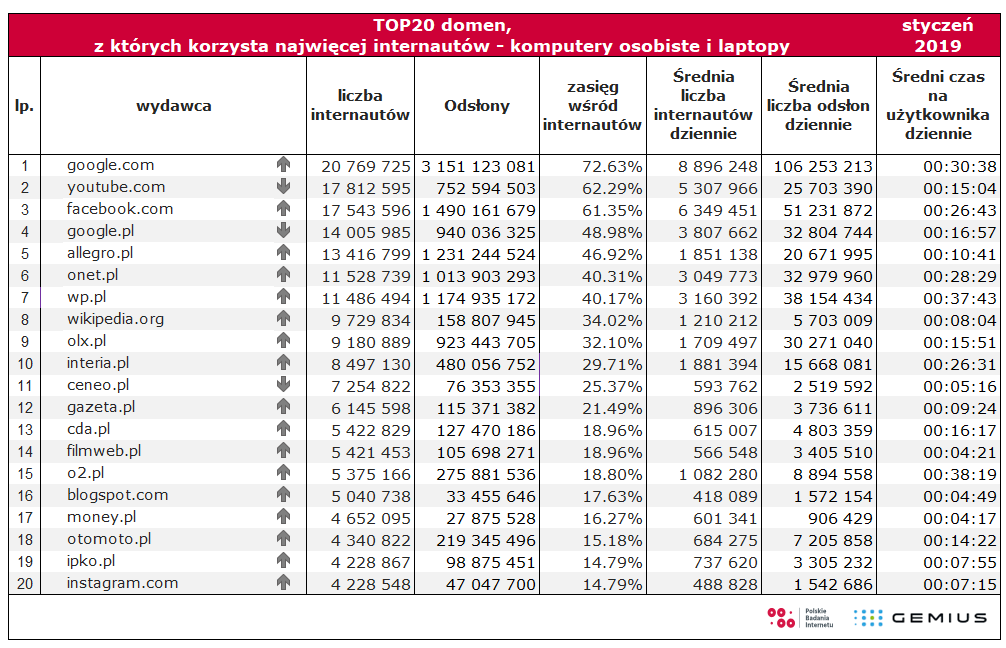 TOP20 domen,
z których korzysta najwięcej internautów - komputery osobiste i laptopy
styczeń
2019
lp.
wydawca
liczba
internautów
Odsłony
zasięg
wśród
internautów
Średnia
liczba
internautów
dziennie
Średnia
liczba odsłon
dziennie
Średni czas
na
użytkownika
dziennie
1 google.com 20 769 725 3 151 123 081 72.63% 8 896 248 106 253 213 00:30:38
2 youtube.com 17 812 595 752 594 503 62.29% 5 307 966 25 703 390 00:15:04
3 facebook.com 17 543 596 1 490 161 679 61.35% 6 349 451 51 231 872 00:26:43
4 google.pl 14 005 985 940 036 325 48.98% 3 807 662 32 804 744 00:16:57
5 allegro.pl 13 416 799 1 231 244 524 46.92% 1 851 138 20 671 995 00:10:41
6 onet.pl 11 528 739 1 013 903 293 40.31% 3 049 773 32 979 960 00:28:29
7 wp.pl 11 486 494 1 174 935 172 40.17% 3 160 392 38 154 434 00:37:43
8 wikipedia.org 9 729 834 158 807 945 34.02% 1 210 212 5 703 009 00:08:04
9 olx.pl 9 180 889 923 443 705 32.10% 1 709 497 30 271 040 00:15:51
10 interia.pl 8 497 130 480 056 752 29.71% 1 881 394 15 668 081 00:26:31
11 ceneo.pl 7 254 822 76 353 355 25.37% 593 762 2 519 592 00:05:16
12 gazeta.pl 6 145 598 115 371 382 21.49% 896 306 3 736 611 00:09:24
13 cda.pl 5 422 829 127 470 186 18.96% 615 007 4 803 359 00:16:17
14 filmweb.pl 5 421 453 105 698 271 18.96% 566 548 3 405 510 00:04:21
15 o2.pl 5 375 166 275 881 536 18.80% 1 082 280 8 894 558 00:38:19
16 blogspot.com 5 040 738 33 455 646 17.63% 418 089 1 572 154 00:04:49
17 money.pl 4 652 095 27 875 528 16.27% 601 341 906 429 00:04:17
18 otomoto.pl 4 340 822 219 345 496 15.18% 684 275 7 205 858 00:14:22
19 ipko.pl 4 228 867 98 875 451 14.79% 737 620 3 305 232 00:07:55
20 instagram.com 4 228 548 47 047 700 14.79% 488 828 1 542 686 00:07:15
Polskie
Badania
Internetu
GEMIUS